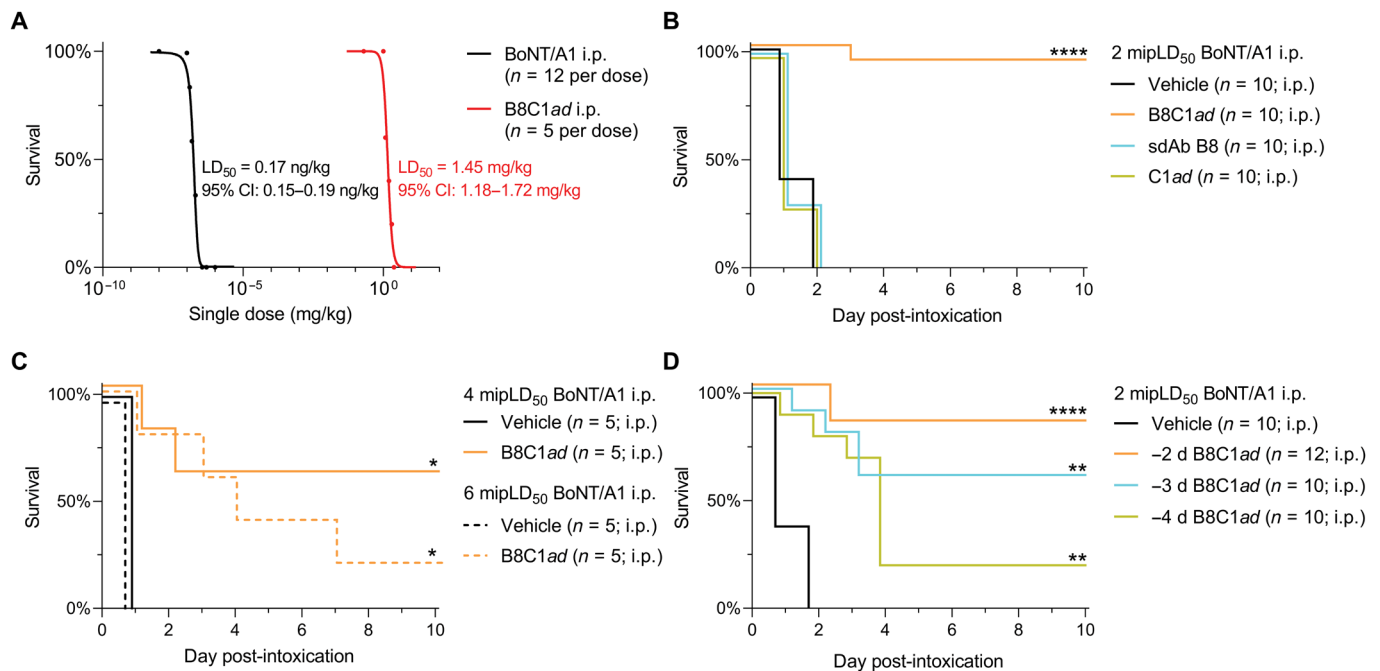 A
100%
50%
0%
Survival
10⁻¹⁰
10⁻⁵
10⁰
Single dose (mg/kg)
LD₅₀ = 0.17 ng/kg
95% CI: 0.15–0.19 ng/kg
LD₅₀ = 1.45 mg/kg
95% CI: 1.18–1.72 mg/kg
BoNT/A1 i.p.
(n = 12 per dose)
B8C1ad i.p.
(n = 5 per dose)
B
100%
50%
0%
Survival
0 2 4 6 8 10
Day post-intoxication
****
2 mipLD₅₀ BoNT/A1 i.p.
Vehicle (n = 10; i.p.)
B8C1ad (n = 10; i.p.)
sdAb B8 (n = 10; i.p.)
C1ad (n = 10; i.p.)
C
100%
50%
0%
Survival
0 2 4 6 8 10
Day post-intoxication
*
*
4 mipLD₅₀ BoNT/A1 i.p.
Vehicle (n = 5; i.p.)
B8C1ad (n = 5; i.p.)
6 mipLD₅₀ BoNT/A1 i.p.
Vehicle (n = 5; i.p.)
B8C1ad (n = 5; i.p.)
D
100%
50%
0%
Survival
0 2 4 6 8 10
Day post-intoxication
****
**
**
2 mipLD₅₀ BoNT/A1 i.p.
Vehicle (n = 10; i.p.)
–2 d B8C1ad (n = 12; i.p.)
–3 d B8C1ad (n = 10; i.p.)
–4 d B8C1ad (n = 10; i.p.)